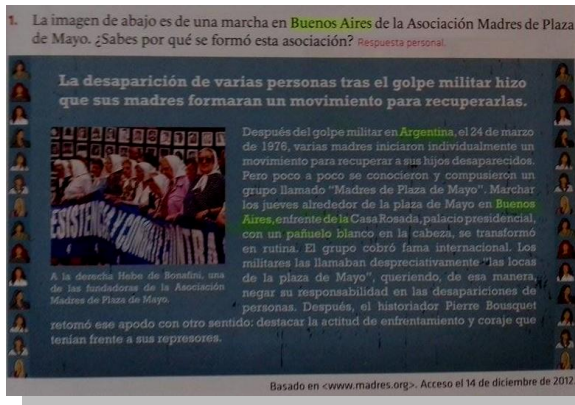 1. La imagen de abajo es de una marcha en Buenos Aires de la Asociación Madres de Plaza
de Mayo. ¿Sabes por qué se formó esta asociación? Respuesta personal.
La desaparición de varias personas tras el golpe militar hizo
que sus madres formaran un movimiento para recuperarlas.
Después del golpe militar en Argentina, el 24 de marzo
de 1976, varias madres iniciaron individualmente un
movimiento para recuperar a sus hijos desaparecidos.
Pero poco a poco se conocieron y compusieron un
grupo llamado "Madres de Plaza de Mayo". Marchar
los jueves alrededor de la plaza de Mayo en Buenos
Aires, enfrente de la Casa Rosada, palacio presidencial,
con un pañuelo blanco en la cabeza, se transformó
en rutina. El grupo cobró fama internacional. Los
militares las llamaban despreciativamente "las locas
de la plaza de Mayo", queriendo, de esa manera,
negar su responsabilidad en las desapariciones de
personas. Después, el historiador Pierre Bousquet
retomó ese apodo con otro sentido: destacar la actitud de enfrentamiento y coraje que
tenían frente a sus represores.
A la derecha Hebe de Bonafini, una
de las fundadoras de la Asociación
Madres de Plaza de Mayo.
Basado en <www.madres.org>. Acceso el 14 de diciembre de 2012.